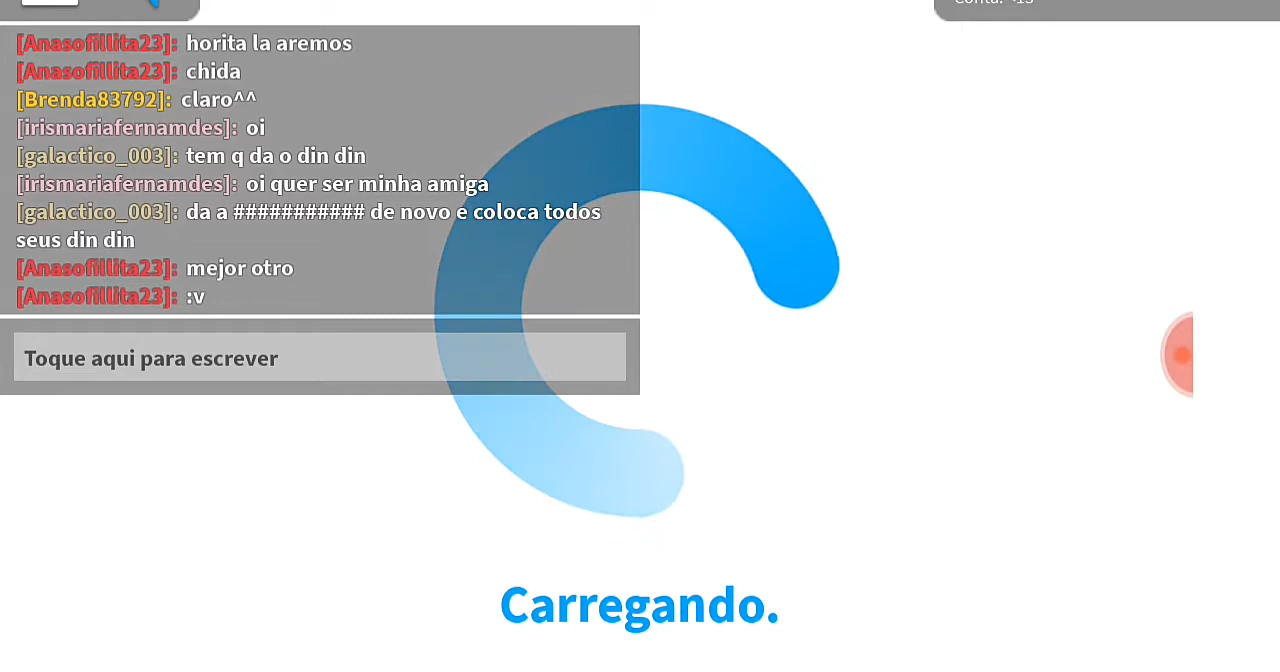 Conta: <13
[Anasofillita23]: horita la aremos
[Anasofillita23]: chida
[Brenda83792]: claro^^
[irismariafernamdes]: oi
[galactico_003]: tem q da o din din
[irismariafernamdes]: oi quer ser minha amiga
[galactico_003]: da a ########### de novo e coloca todos
seus din din
[Anasofillita23]: mejor otro
[Anasofillita23]: :v
Toque aqui para escrever
Carregando.